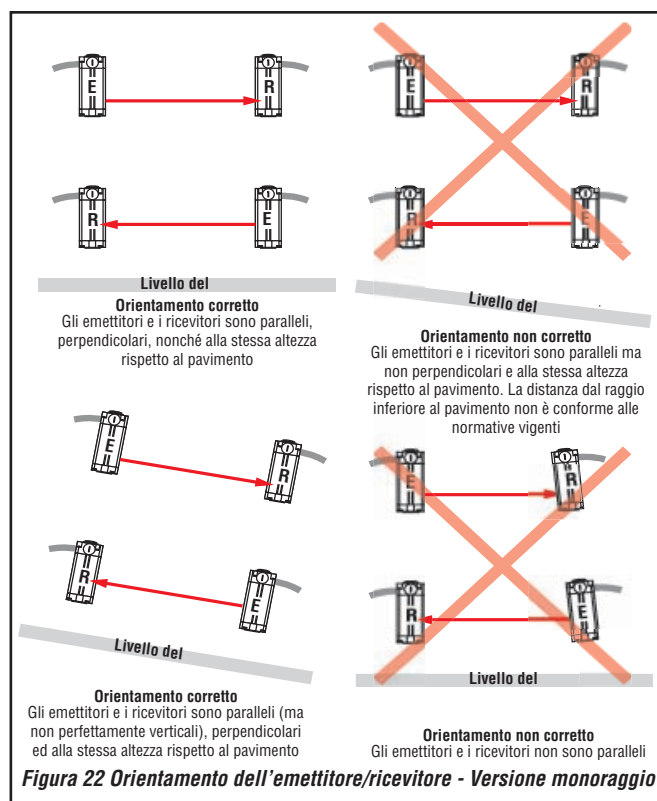 E
R
R
E
Livello del
Orientamento corretto
Gli emettitori e i ricevitori sono paralleli,
perpendicolari, nonché alla stessa altezza
rispetto al pavimento
E
R
R
E
Livello del
Orientamento non corretto
Gli emettitori e i ricevitori sono paralleli ma
non perpendicolari e alla stessa altezza
rispetto al pavimento. La distanza dal raggio
inferiore al pavimento non è conforme alle
normative vigenti
E
R
R
E
Livello del
Orientamento corretto
Gli emettitori e i ricevitori sono paralleli (ma
non perfettamente verticali), perpendicolari
ed alla stessa altezza rispetto al pavimento
E
R
R
E
Livello del
Orientamento non corretto
Gli emettitori e i ricevitori non sono paralleli
Figura 22 Orientamento dell'emettitore/ricevitore - Versione monoraggio